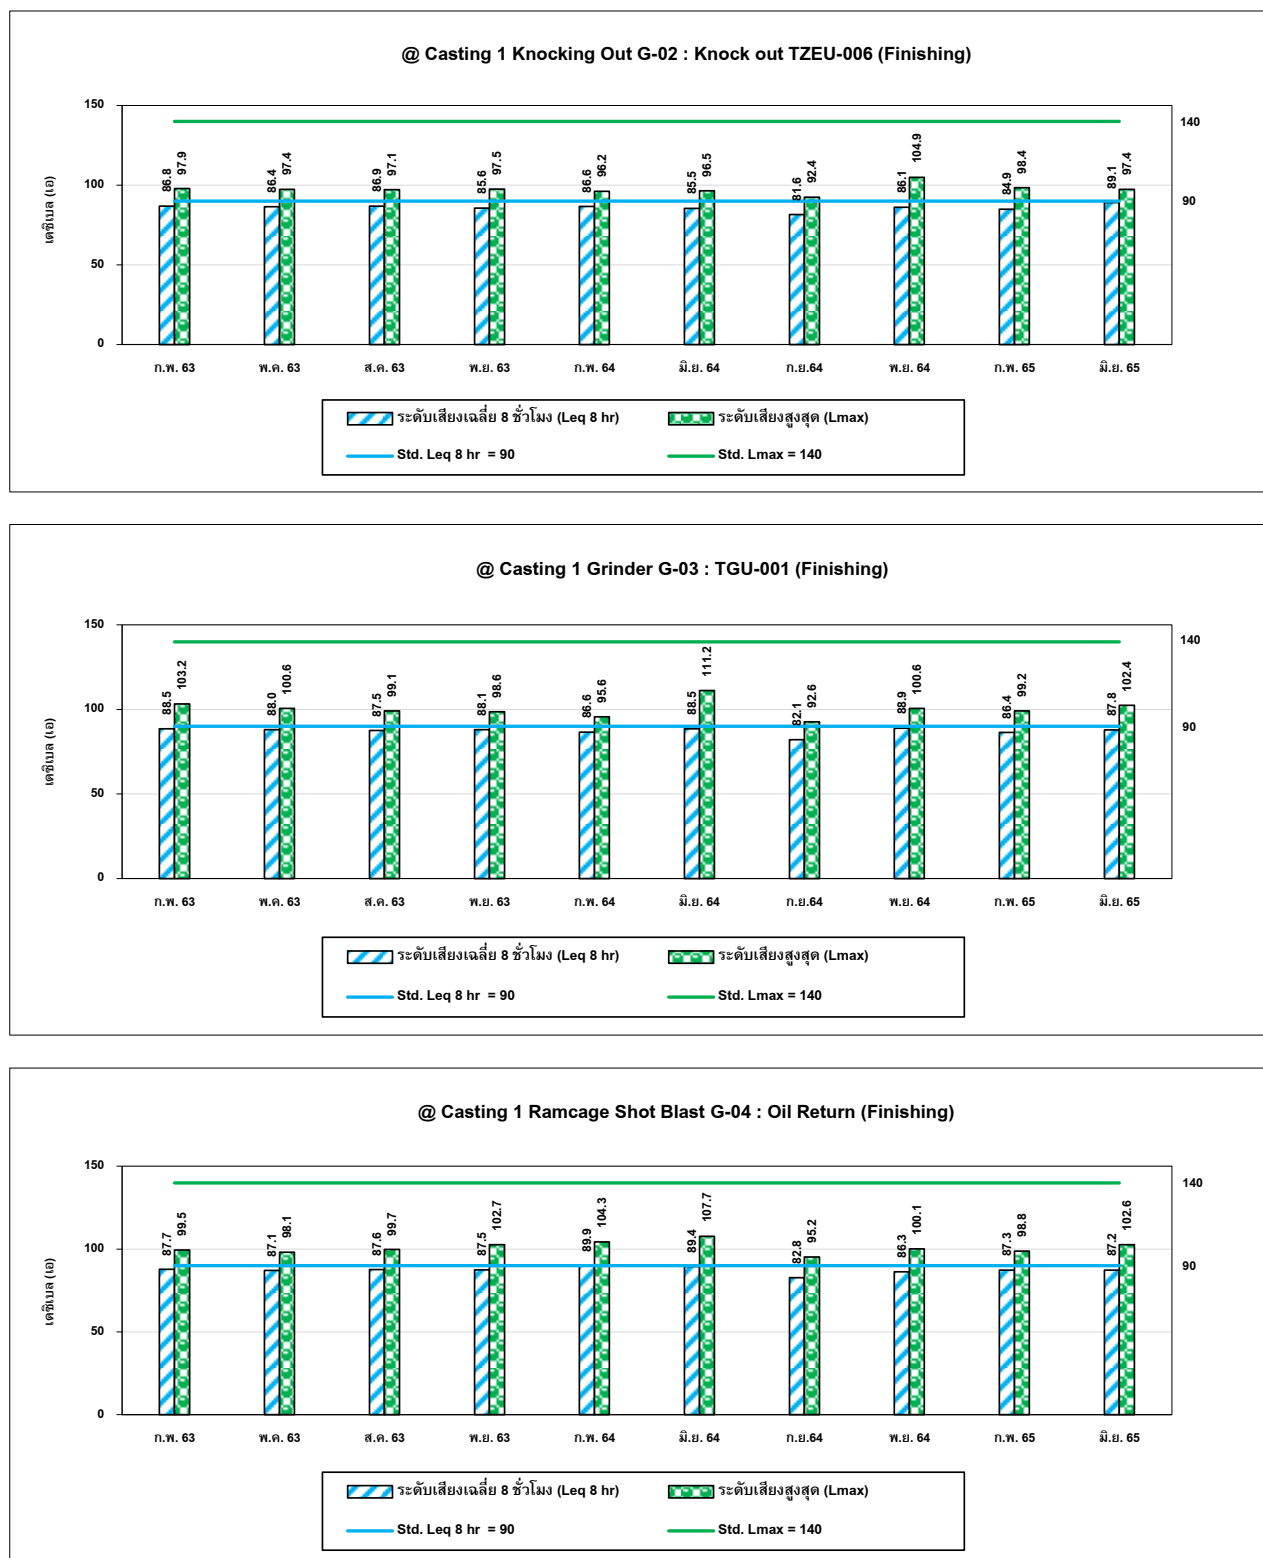 @ Casting 1 Knocking Out G-02 : Knock out TZEU-006 (Finishing)
150
100
50
0
เดซิเบล (เอ)
140
90
86.8 97.9 86.4 97.4 86.9 97.1 85.6 97.5 86.6 96.2 85.5 96.5 81.6 92.4 86.1 104.9 84.9 98.4 89.1 97.4
ก.พ. 63 พ.ค. 63 ส.ค. 63 พ.ย. 63 ก.พ. 64 มิ.ย. 64 ก.ย.64 พ.ย. 64 ก.พ. 65 มิ.ย. 65
ระดับเสียงเฉลี่ย 8 ชั่วโมง (Leq 8 hr) ระดับเสียงสูงสุด (Lmax)
Std. Leq 8 hr = 90 Std. Lmax = 140
@ Casting 1 Grinder G-03 : TGU-001 (Finishing)
150
100
50
0
เดซิเบล (เอ)
140
90
88.5 103.2 88.0 100.6 87.5 99.1 88.1 98.6 86.6 95.6 88.5 111.2 82.1 92.6 88.9 100.6 86.4 99.2 87.8 102.4
ก.พ. 63 พ.ค. 63 ส.ค. 63 พ.ย. 63 ก.พ. 64 มิ.ย. 64 ก.ย.64 พ.ย. 64 ก.พ. 65 มิ.ย. 65
ระดับเสียงเฉลี่ย 8 ชั่วโมง (Leq 8 hr) ระดับเสียงสูงสุด (Lmax)
Std. Leq 8 hr = 90 Std. Lmax = 140
@ Casting 1 Ramcage Shot Blast G-04 : Oil Return (Finishing)
150
100
50
0
เดซิเบล (เอ)
140
90
87.7 99.5 87.1 98.1 87.6 99.7 87.5 102.7 89.9 104.3 89.4 107.7 82.8 95.2 86.3 100.1 87.3 98.8 87.2 102.6
ก.พ. 63 พ.ค. 63 ส.ค. 63 พ.ย. 63 ก.พ. 64 มิ.ย. 64 ก.ย.64 พ.ย. 64 ก.พ. 65 มิ.ย. 65
ระดับเสียงเฉลี่ย 8 ชั่วโมง (Leq 8 hr) ระดับเสียงสูงสุด (Lmax)
Std. Leq 8 hr = 90 Std. Lmax = 140